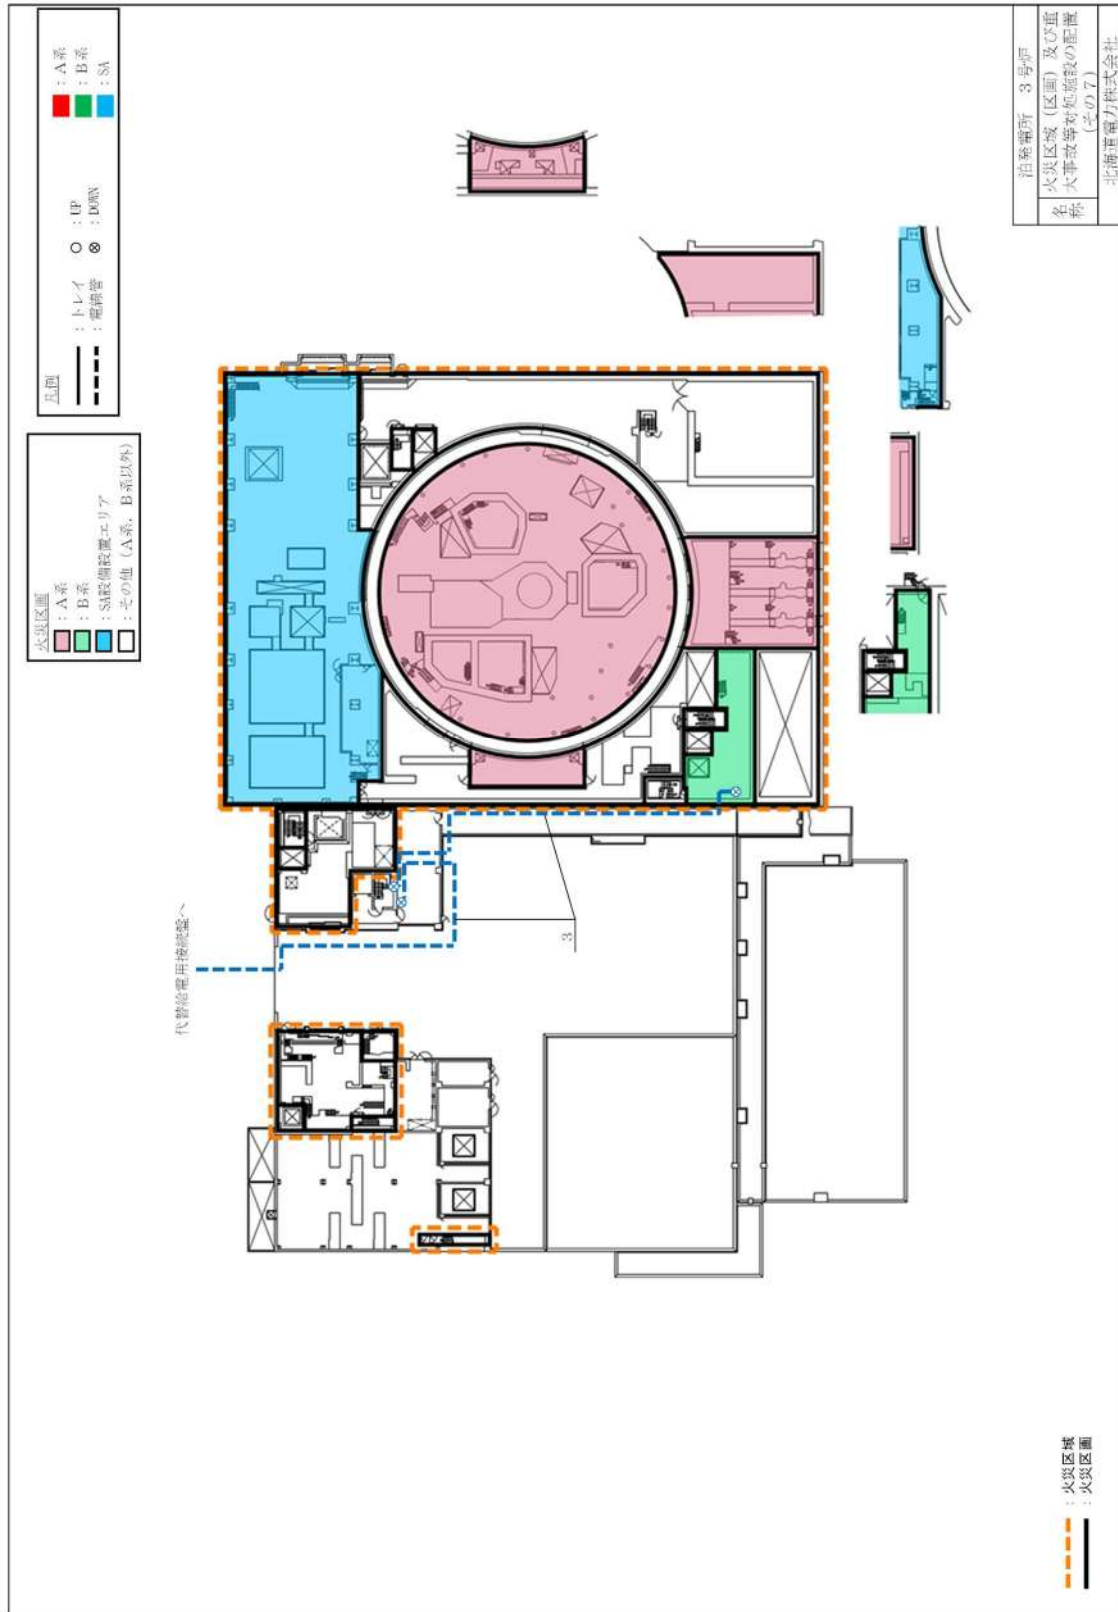 凡例
：トレイ ○ ：UP ：A系
：電線管 ⊗ ：DOWN ：B系
：SA
火災区画
：A系
：B系
：SA設備設置エリア
：その他（A系，B系以外）
代替給電用接続盤へ
3
：火災区域
：火災区画
泊発電所 3号炉
名称
火災区域（区画）及び重
大事故等対処施設の配置
（その7）
北海道電力株式会社